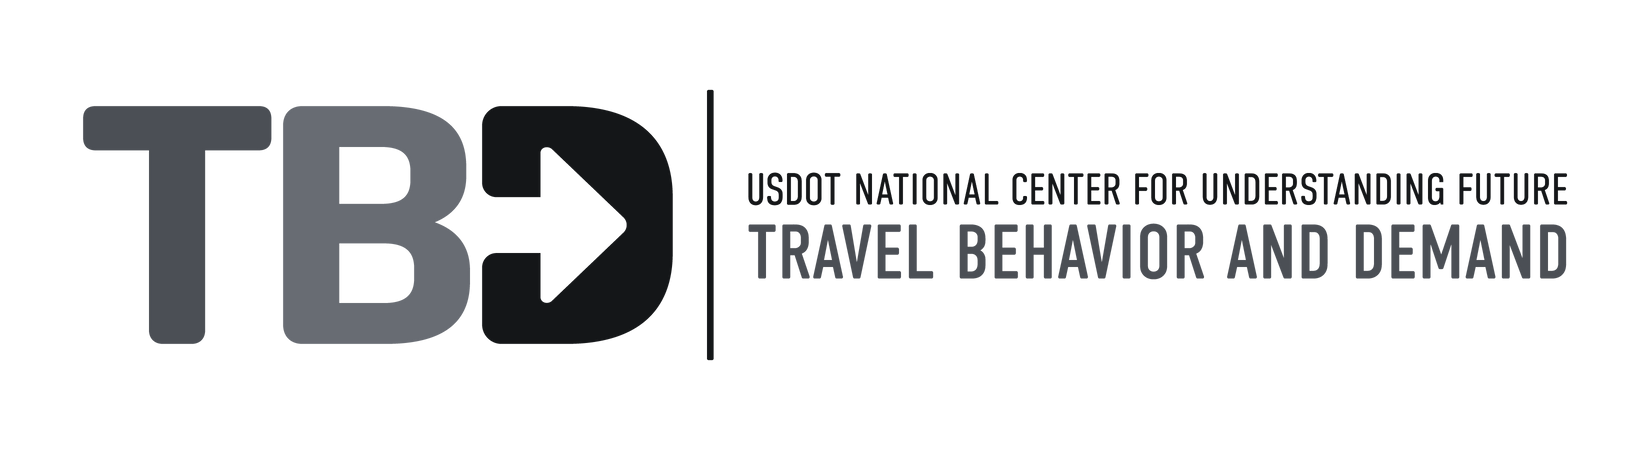 TBD
USDOT NATIONAL CENTER FOR UNDERSTANDING FUTURE
TRAVEL BEHAVIOR AND DEMAND